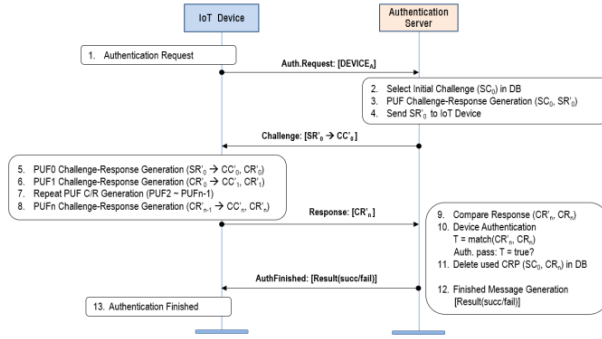 IoT Device
Authentication
Server
1. Authentication Request
Auth.Request: [DEVICE_A]
2. Select Initial Challenge (SC₀) in DB
3. PUF Challenge-Response Generation (SC₀, SR'₀)
4. Send SR'₀ to IoT Device
Challenge: [SR'₀ → CC'₀]
5. PUF0 Challenge-Response Generation (SR'₀ → CC'₀, CR'₀)
6. PUF1 Challenge-Response Generation (CR'₀ → CC'₁, CR'₁)
7. Repeat PUF C/R Generation (PUF2 ~ PUFn-1)
8. PUFn Challenge-Response Generation (CR'ₙ₋₁ → CC'ₙ, CR'ₙ)
Response: [CR'ₙ]
9. Compare Response (CR'ₙ, CRₙ)
10. Device Authentication
T = match(CR'ₙ, CRₙ)
Auth. pass: T = true?
11. Delete used CRP (SC₀, CRₙ) in DB
12. Finished Message Generation
[Result(succ/fail)]
AuthFinished: [Result(succ/fail)]
13. Authentication Finished